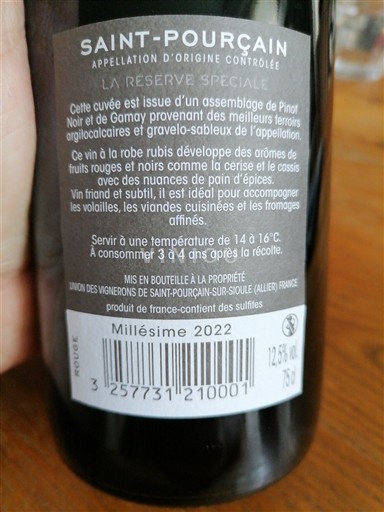 SAINT-POURÇAIN
APPELLATION D'ORIGINE CONTRÔLÉE
LA RÉSERVE SPÉCIALE
Cette cuvée est issue d'un assemblage de Pinot
Noir et de Gamay provenant des meilleurs terroirs
argilocalcaires et gravelo-sableux de l'appellation.
Ce vin à la robe rubis développe des arômes de
fruits rouges et noirs comme la cerise et le cassis
avec des nuances de pain d'épices.
Vin friand et subtil, il est idéal pour accompagner
les volailles, les viandes cuisinées et les fromages
affinés.
Servir à une température de 14 à 16°C.
À consommer 3 à 4 ans après la récolte.
MIS EN BOUTEILLE À LA PROPRIÉTÉ
UNION DES VIGNERONS DE SAINT-POURÇAIN-SUR-SIOULE (ALLIER) FRANCE
produit de france-contient des sulfites
Millésime 2022
ROUGE
12,5% vol.
75 cl
3 257731 210001